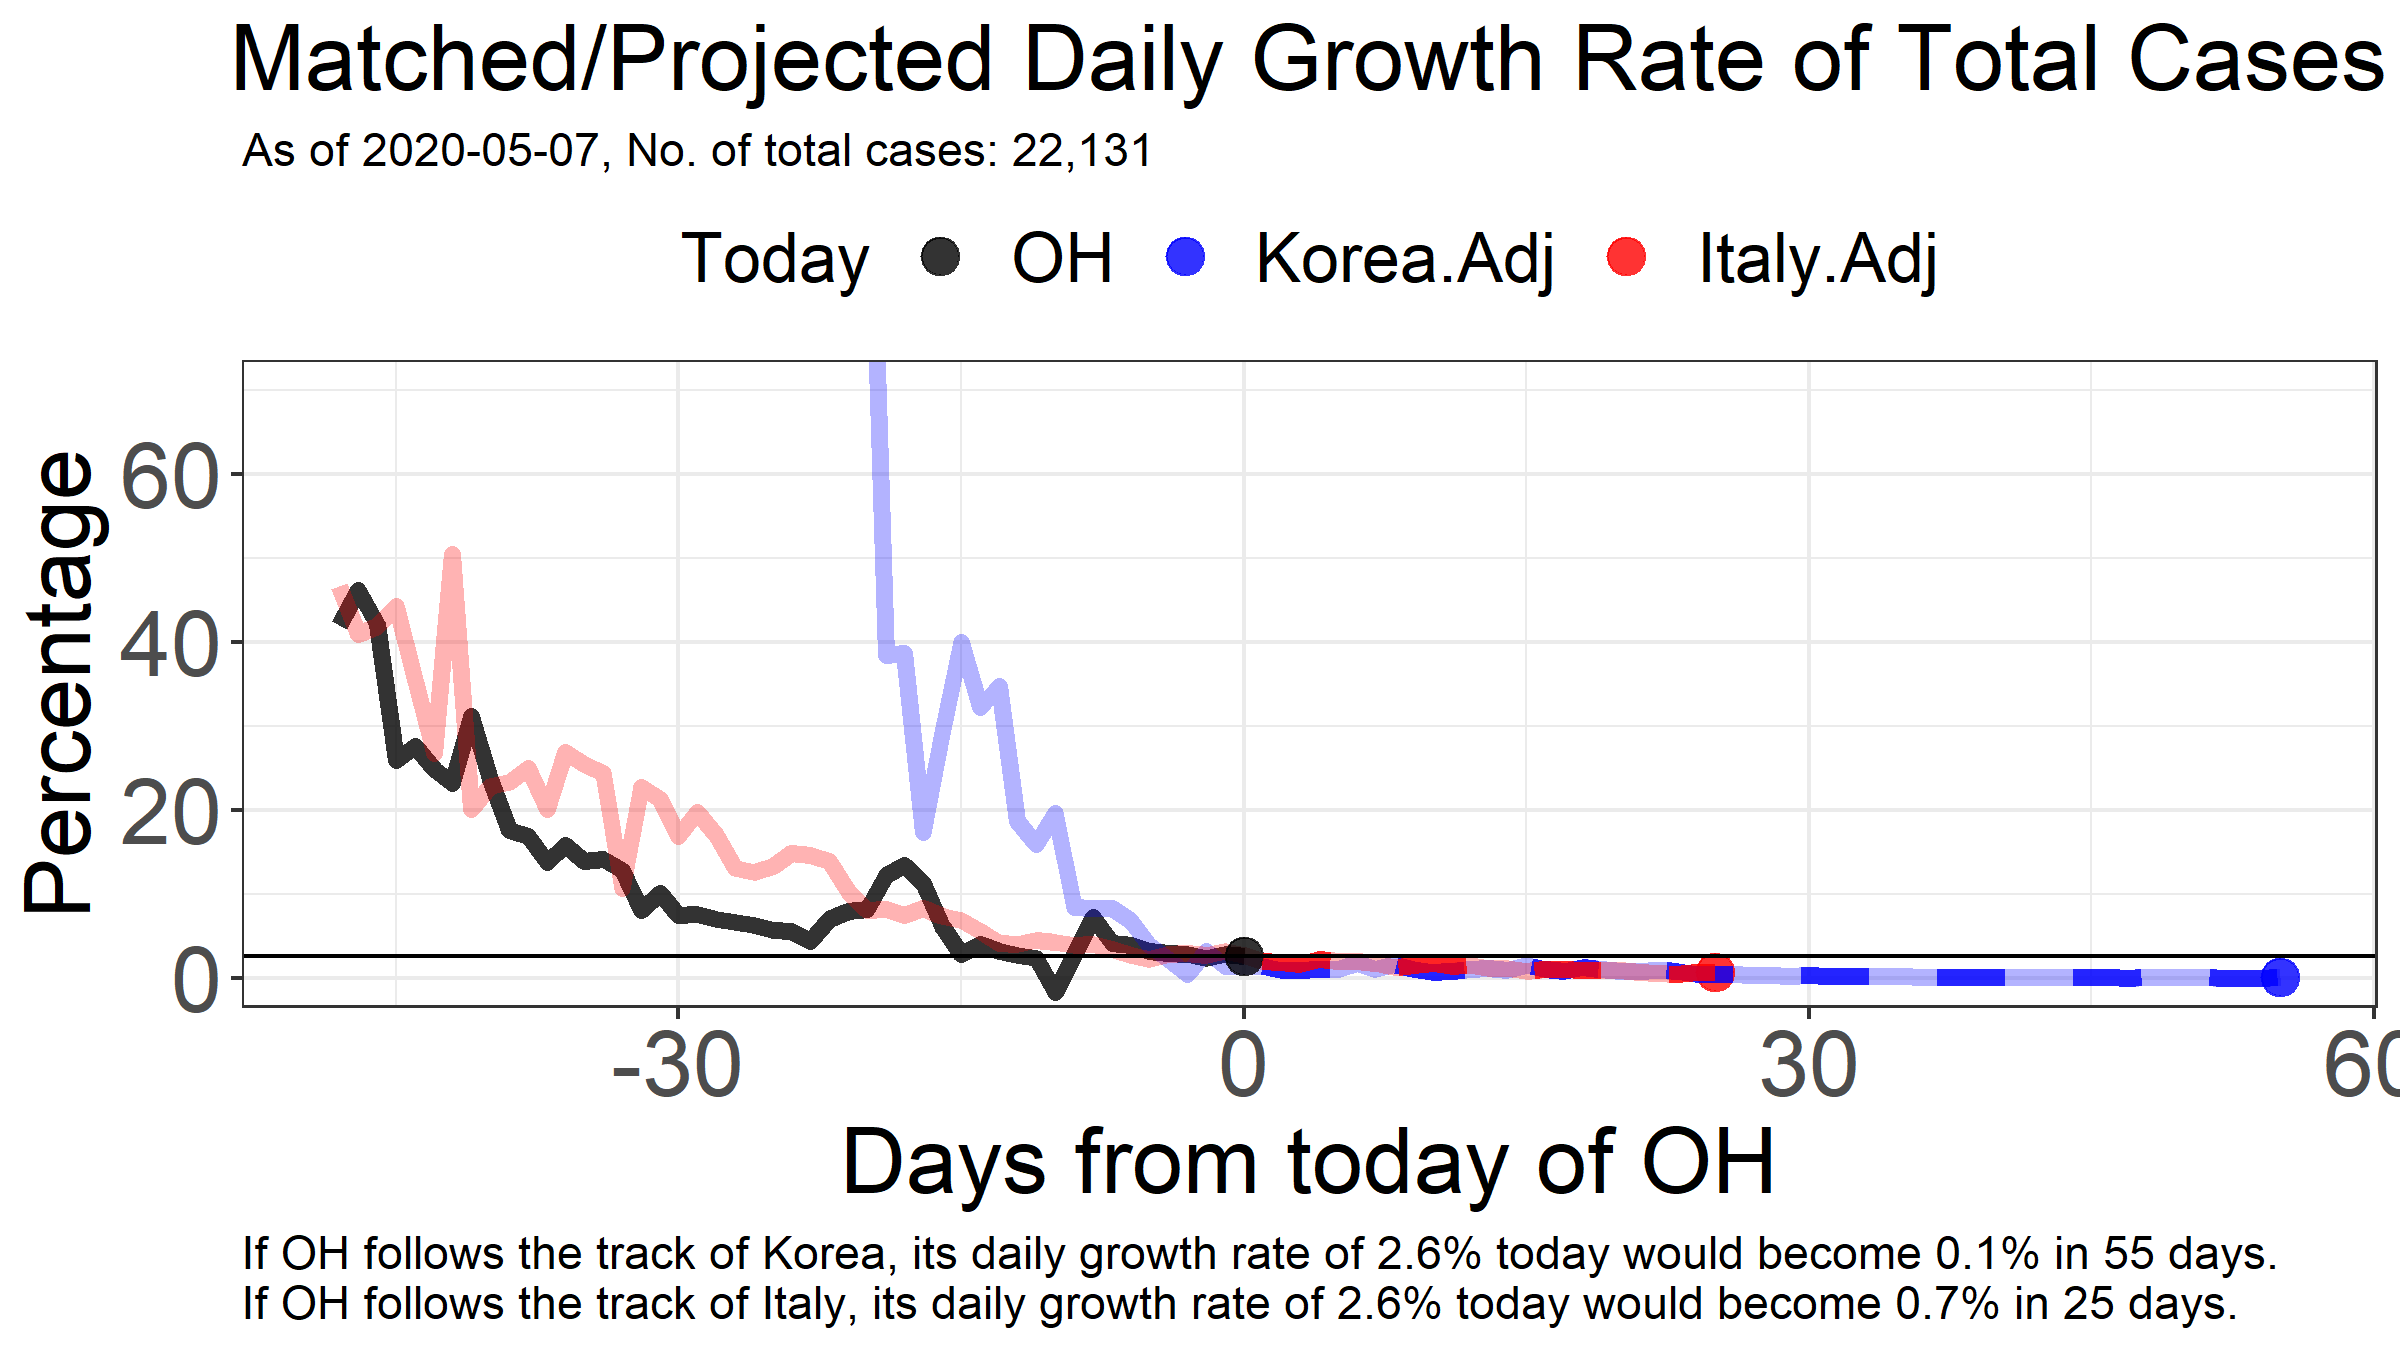 Matched/Projected Daily Growth Rate of Total Cases
As of 2020-05-07, No. of total cases: 22,131
Today OH Korea.Adj Italy.Adj
Percentage
60
40
20
0
-30 0 30 60
Days from today of OH
If OH follows the track of Korea, its daily growth rate of 2.6% today would become 0.1% in 55 days.
If OH follows the track of Italy, its daily growth rate of 2.6% today would become 0.7% in 25 days.